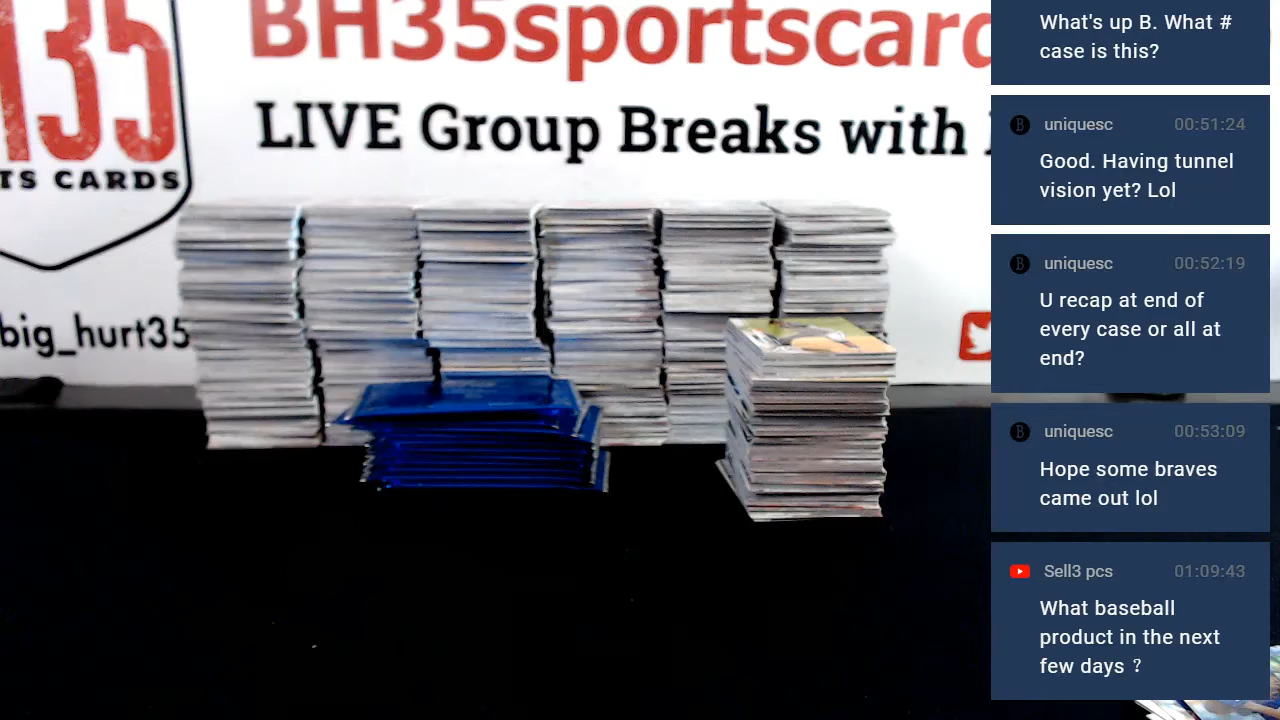 135
TS CARDS
BH35sportscard
LIVE Group Breaks with
big_hurt35
What's up B. What #
case is this?
uniquesc 00:51:24
Good. Having tunnel
vision yet? Lol
uniquesc 00:52:19
U recap at end of
every case or all at
end?
uniquesc 00:53:09
Hope some braves
came out lol
Sell3 pcs 01:09:43
What baseball
product in the next
few days ?